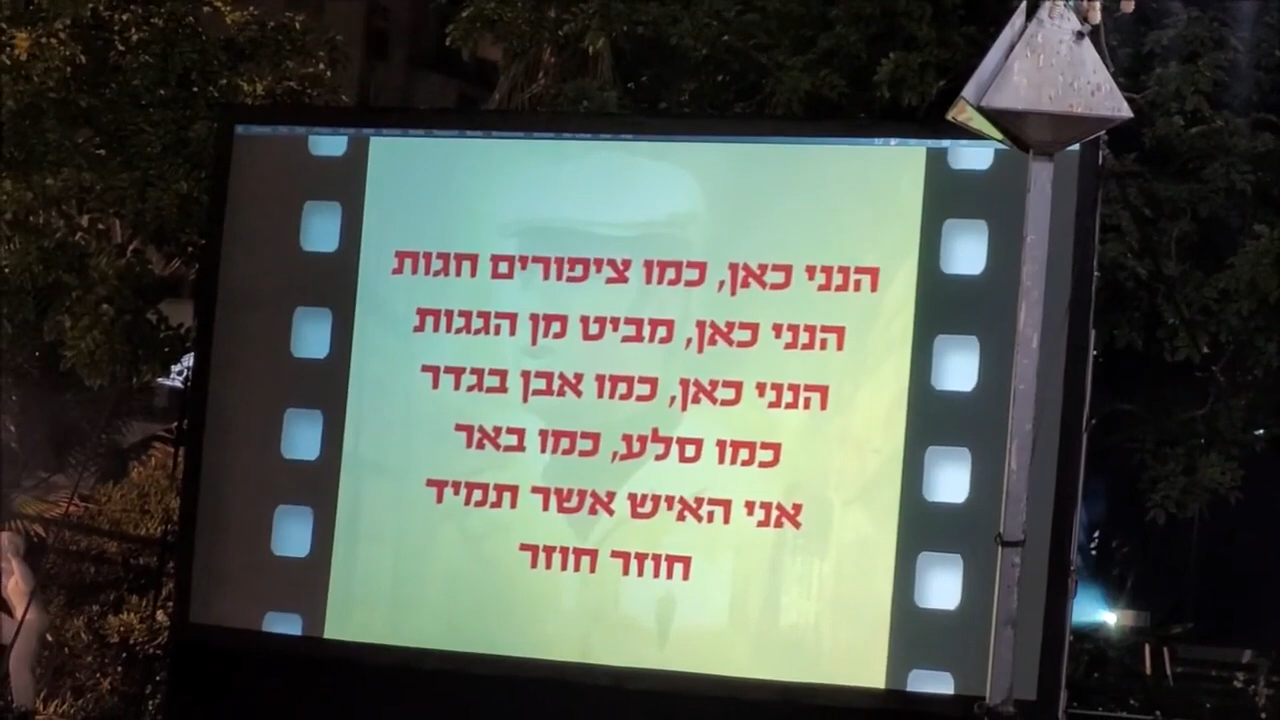 הנני כאן, כמו ציפורים חגות
הנני כאן, מביט מן הגגות
הנני כאן, כמו אבן בגדר
כמו סלע, כמו באר
אני האיש אשר תמיד
חוזר חוזר